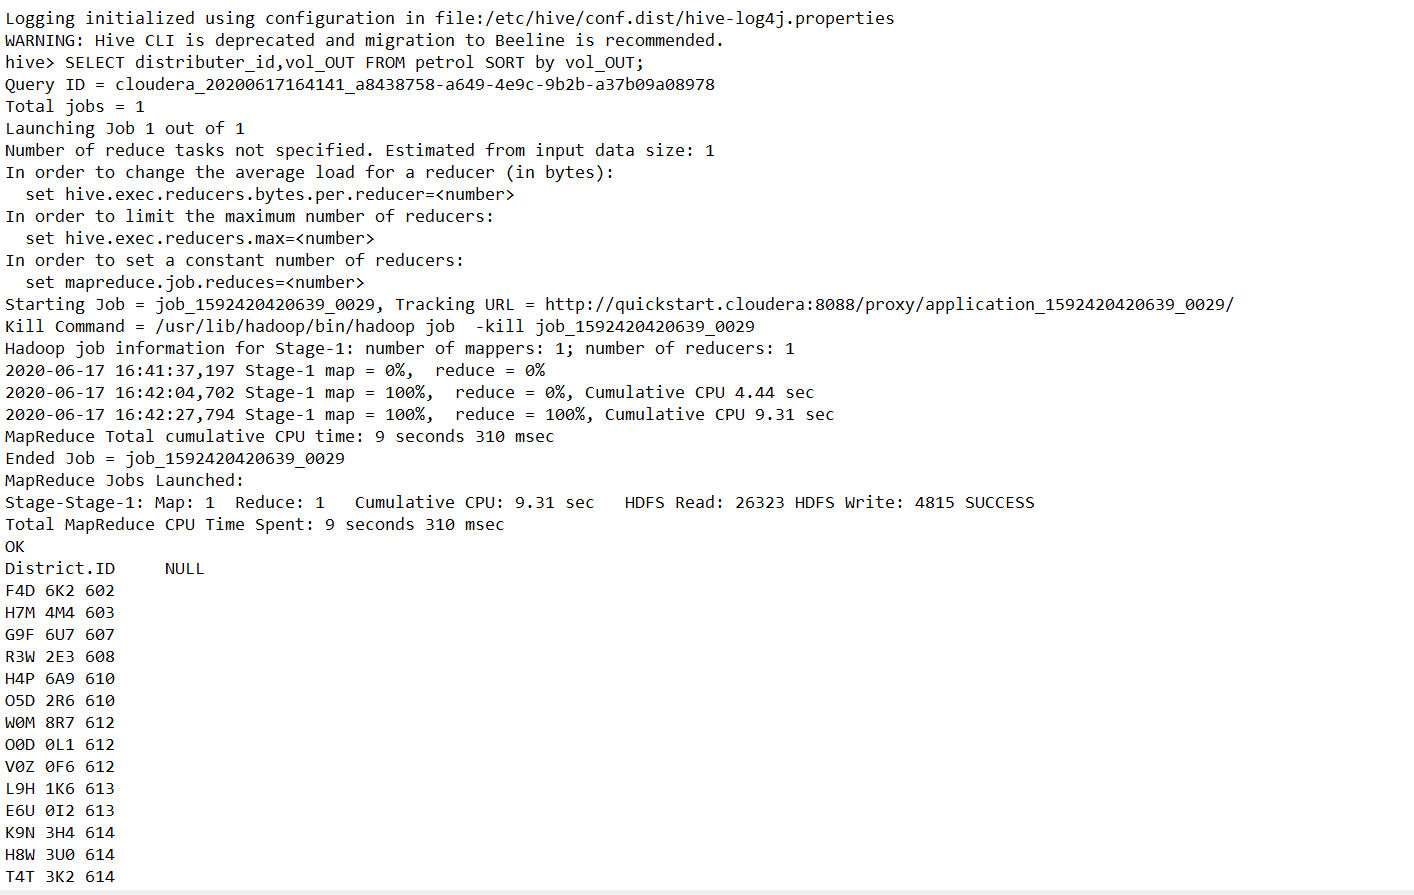 Logging initialized using configuration in file:/etc/hive/conf.dist/hive-log4j.properties
WARNING: Hive CLI is deprecated and migration to Beeline is recommended.
hive> SELECT distributer_id,vol_OUT FROM petrol SORT by vol_OUT;
Query ID = cloudera_20200617164141_a8438758-a649-4e9c-9b2b-a37b09a08978
Total jobs = 1
Launching Job 1 out of 1
Number of reduce tasks not specified. Estimated from input data size: 1
In order to change the average load for a reducer (in bytes):
  set hive.exec.reducers.bytes.per.reducer=<number>
In order to limit the maximum number of reducers:
  set hive.exec.reducers.max=<number>
In order to set a constant number of reducers:
  set mapreduce.job.reduces=<number>
Starting Job = job_1592420420639_0029, Tracking URL = http://quickstart.cloudera:8088/proxy/application_1592420420639_0029/
Kill Command = /usr/lib/hadoop/bin/hadoop job  -kill job_1592420420639_0029
Hadoop job information for Stage-1: number of mappers: 1; number of reducers: 1
2020-06-17 16:41:37,197 Stage-1 map = 0%,  reduce = 0%
2020-06-17 16:42:04,702 Stage-1 map = 100%,  reduce = 0%, Cumulative CPU 4.44 sec
2020-06-17 16:42:27,794 Stage-1 map = 100%,  reduce = 100%, Cumulative CPU 9.31 sec
MapReduce Total cumulative CPU time: 9 seconds 310 msec
Ended Job = job_1592420420639_0029
MapReduce Jobs Launched:
Stage-Stage-1: Map: 1  Reduce: 1   Cumulative CPU: 9.31 sec   HDFS Read: 26323 HDFS Write: 4815 SUCCESS
Total MapReduce CPU Time Spent: 9 seconds 310 msec
OK
District.ID     NULL
F4D 6K2 602
H7M 4M4 603
G9F 6U7 607
R3W 2E3 608
H4P 6A9 610
O5D 2R6 610
W0M 8R7 612
O0D 0L1 612
V0Z 0F6 612
L9H 1K6 613
E6U 0I2 613
K9N 3H4 614
H8W 3U0 614
T4T 3K2 614